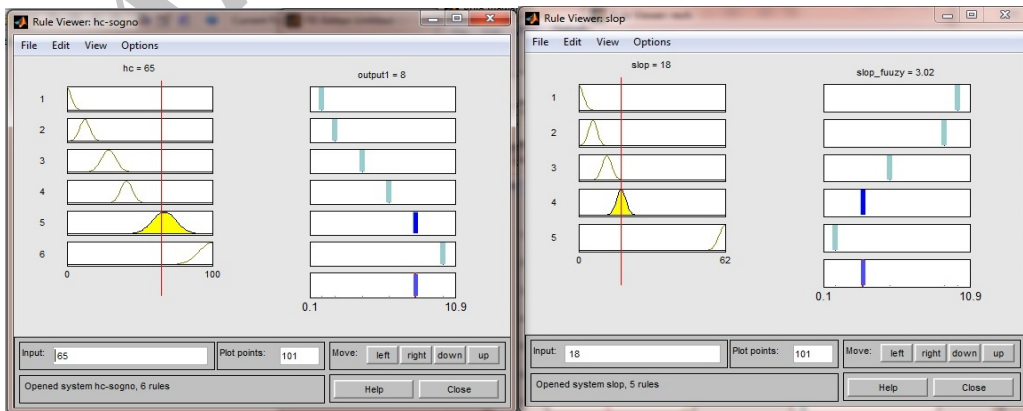 Rule Viewer: hc-sogno
File Edit View Options
hc = 65
output1 = 8
1
2
3
4
5
6
0 100
0.1 10.9
Input: 65
Plot points: 101
Move: left right down up
Opened system hc-sogno, 6 rules
Help Close
Rule Viewer: slop
File Edit View Options
slop = 18
slop_fuuzy = 3.02
1
2
3
4
5
0 62
0.1 10.9
Input: 18
Plot points: 101
Move: left right down up
Opened system slop, 5 rules
Help Close